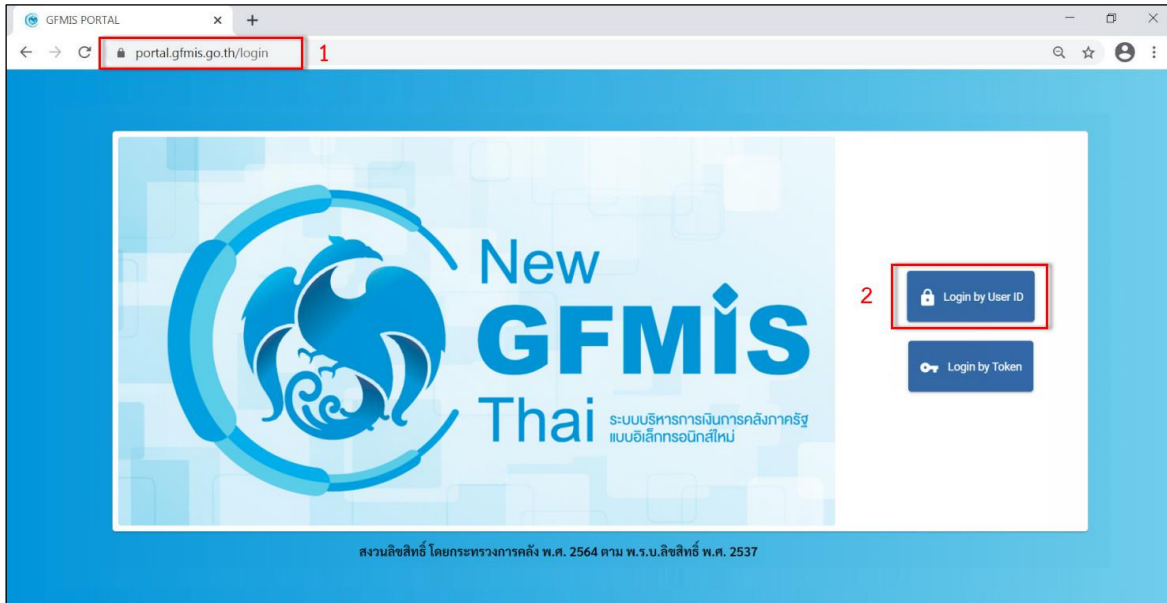 GFMIS PORTAL
portal.gfmis.go.th/login
1
New
GFMIS
Thai
ระบบบริหารการเงินการคลังภาครัฐ
แบบอิเล็กทรอนิกส์ใหม่
2
Login by User ID
Login by Token
สงวนลิขสิทธิ์ โดยกระทรวงการคลัง พ.ศ. 2564 ตาม พ.ร.บ.ลิขสิทธิ์ พ.ศ. 2537